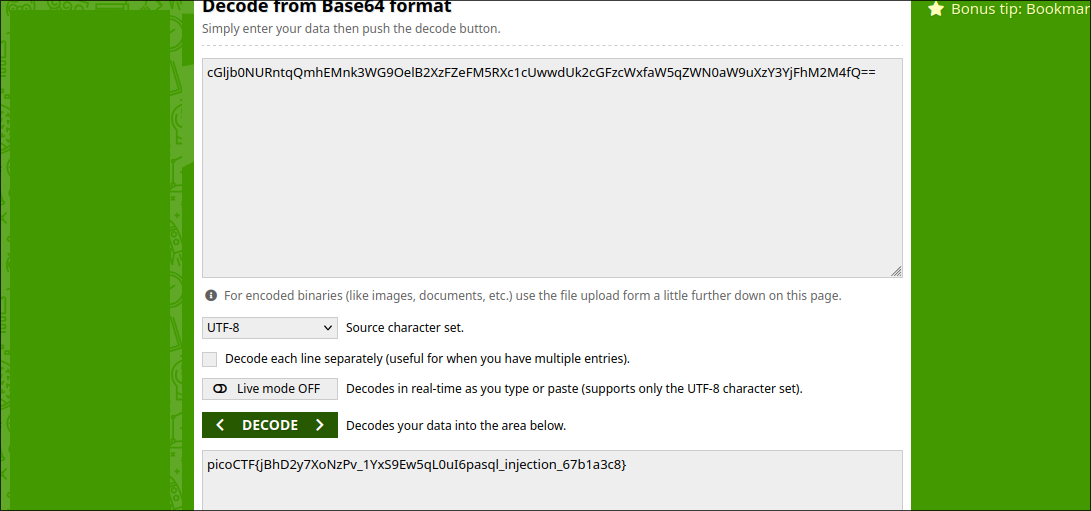 Decode from Base64 format
Bonus tip: Bookmar
Simply enter your data then push the decode button.
cGljb0NURntqQmhEMnk3WG9OelB2XzFZeFM5RXc1cUwwdUk2cGFzcWxfaW5qZWN0aW9uXzY3YjFhM2M4fQ==
For encoded binaries (like images, documents, etc.) use the file upload form a little further down on this page.
UTF-8 Source character set.
Decode each line separately (useful for when you have multiple entries).
Live mode OFF Decodes in real-time as you type or paste (supports only the UTF-8 character set).
< DECODE > Decodes your data into the area below.
picoCTF{jBhD2y7XoNzPv_1YxS9Ew5qL0uI6pasql_injection_67b1a3c8}